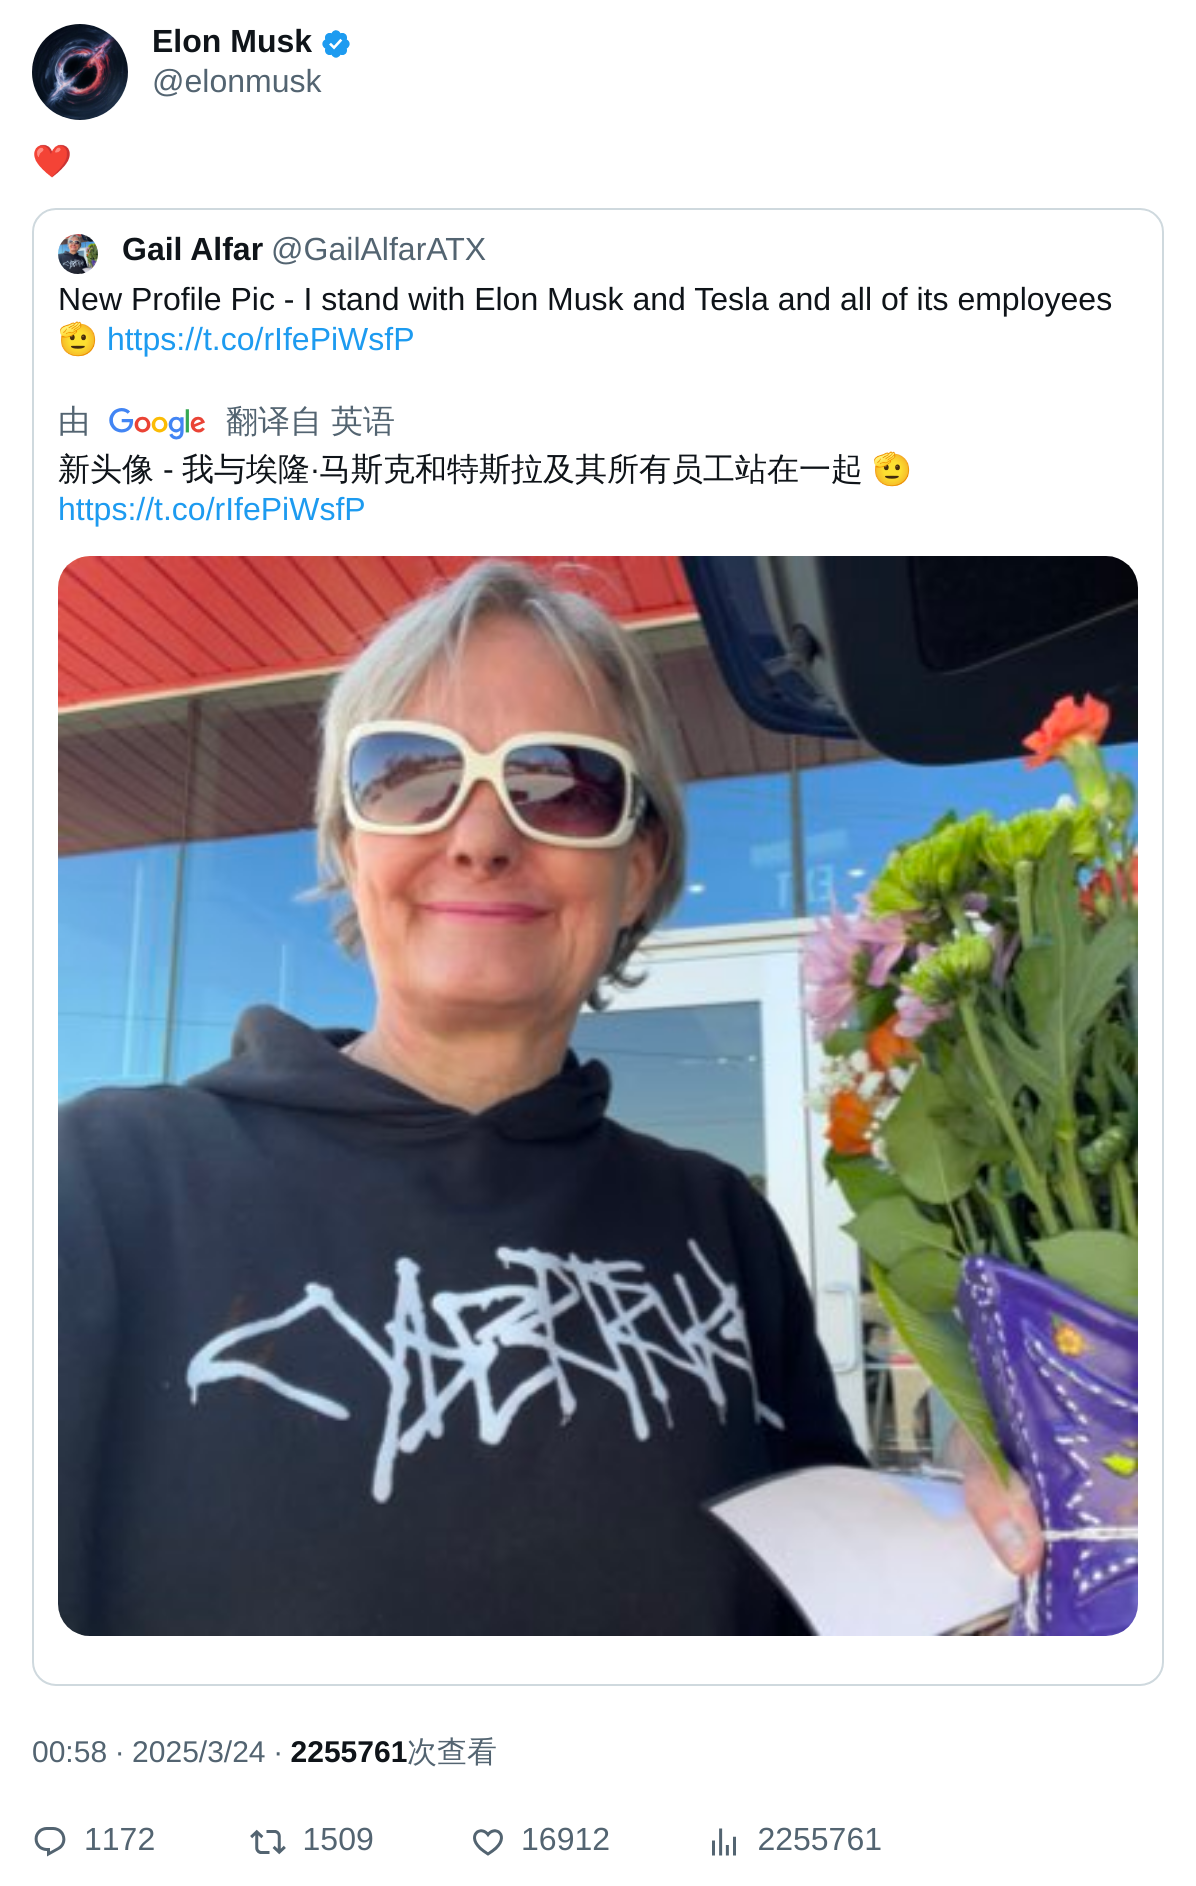 Elon Musk
@elonmusk
❤️
Gail Alfar @GailAlfarATX
New Profile Pic - I stand with Elon Musk and Tesla and all of its employees
🫡 https://t.co/rIfePiWsfP
由 Google 翻译自 英语
新头像 - 我与埃隆·马斯克和特斯拉及其所有员工站在一起 🫡
https://t.co/rIfePiWsfP
CYBERTRUCK
00:58 · 2025/3/24 · 2255761次查看
1172 1509 16912 2255761